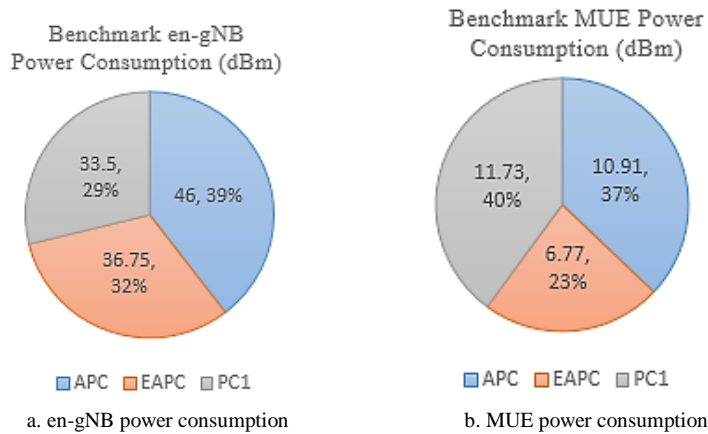 Benchmark en-gNB
Power Consumption (dBm)
33.5,
29%
46, 39%
36.75,
32%
APC EAPC PC1
a. en-gNB power consumption
Benchmark MUE Power
Consumption (dBm)
11.73,
40%
10.91,
37%
6.77,
23%
APC EAPC PC1
b. MUE power consumption